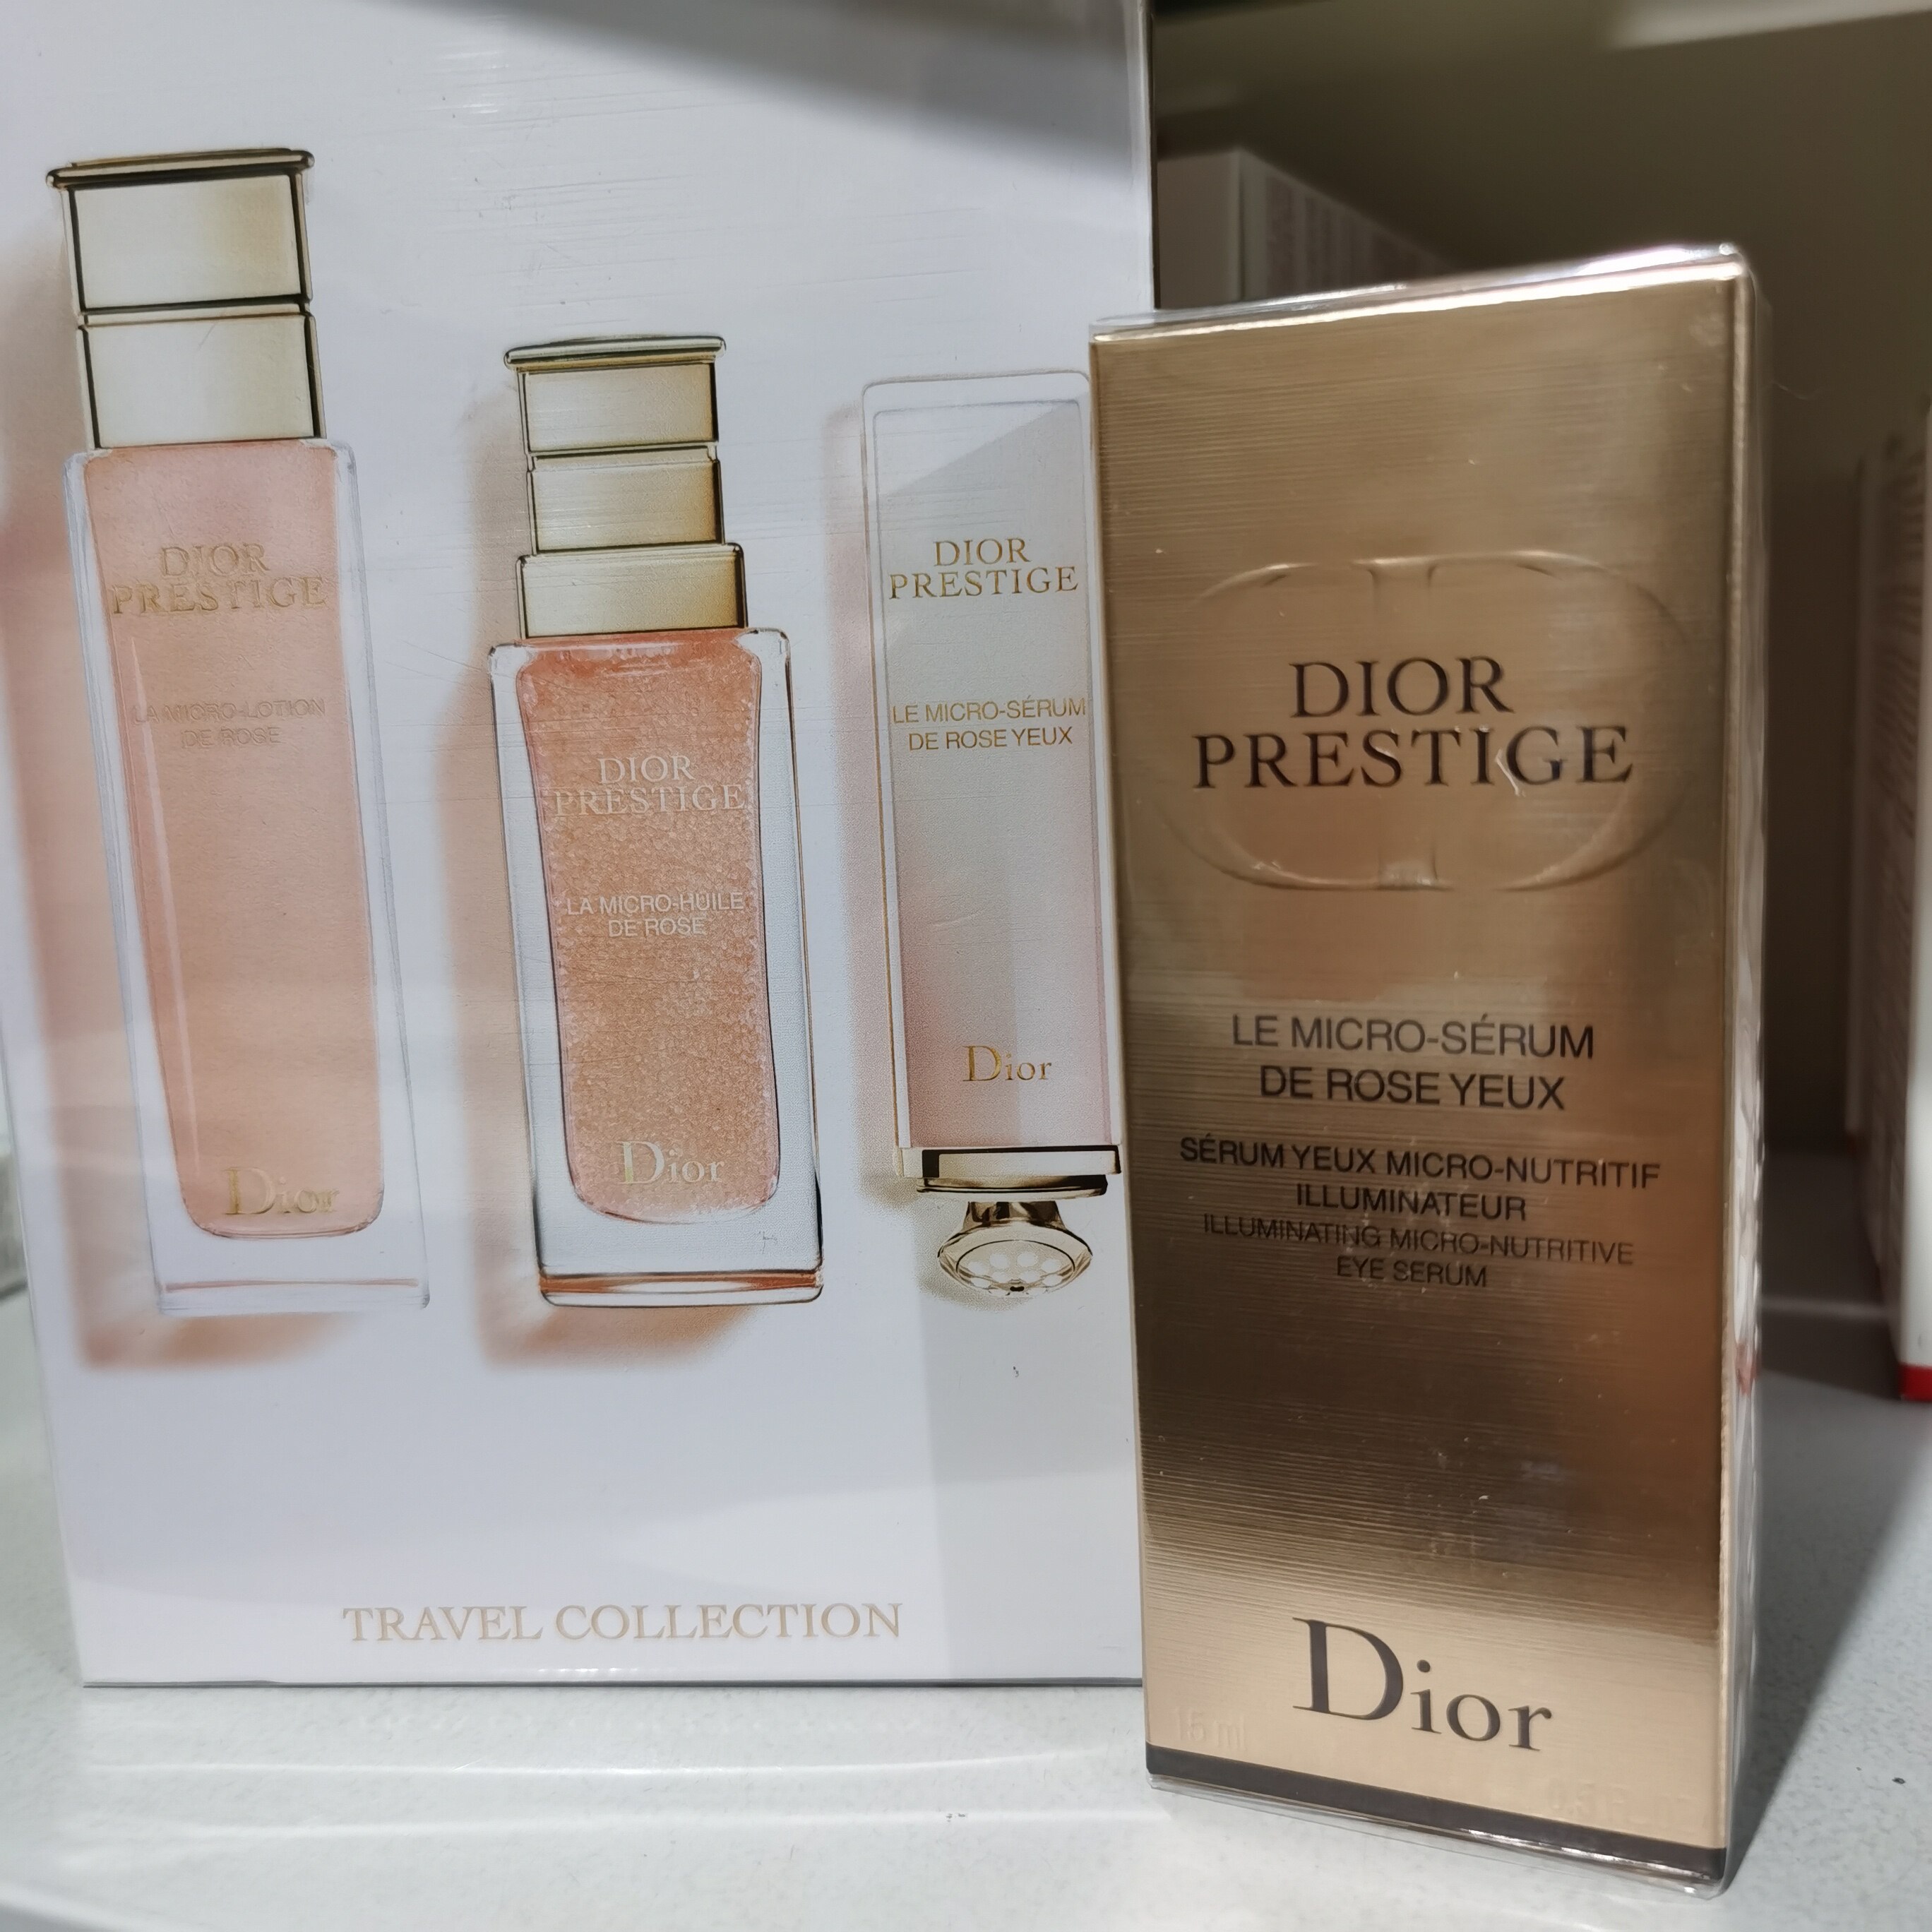 DIOR
PRESTIGE
LA MICRO-LOTION
DE ROSE
Dior
DIOR
PRESTIGE
LA MICRO-HUILE
DE ROSE
Dior
DIOR
PRESTIGE
LE MICRO-SÉRUM
DE ROSE YEUX
Dior
TRAVEL COLLECTION
DIOR
PRESTIGE
LE MICRO-SÉRUM
DE ROSE YEUX
SÉRUM YEUX MICRO-NUTRITIF
ILLUMINATEUR
ILLUMINATING MICRO-NUTRITIVE
EYE SERUM
Dior
15 ml